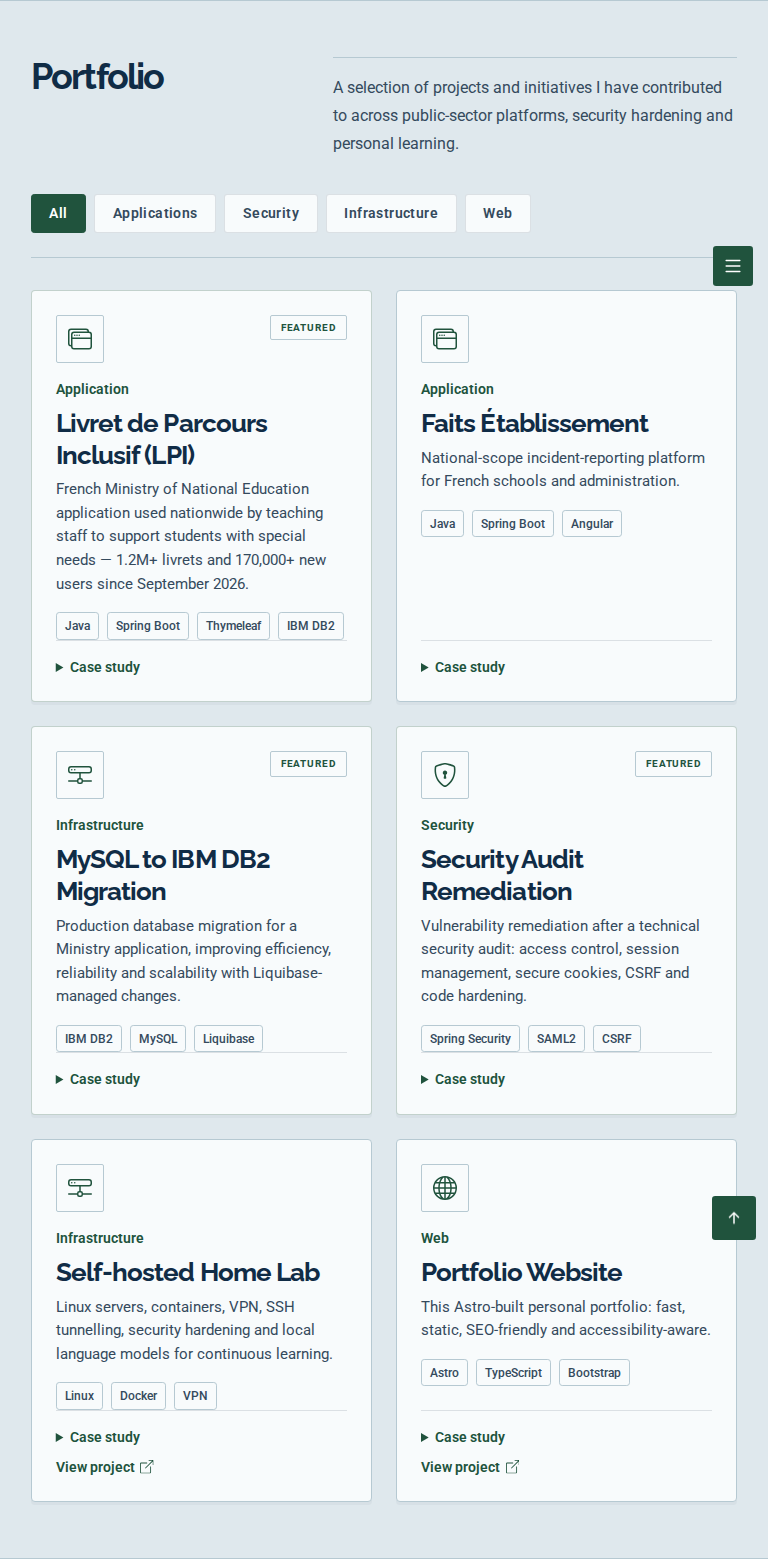 Portfolio
A selection of projects and initiatives I have contributed
to across public-sector platforms, security hardening and
personal learning.
All
Applications
Security
Infrastructure
Web
FEATURED
Application
Livret de Parcours
Inclusif (LPI)
French Ministry of National Education
application used nationwide by teaching
staff to support students with special
needs — 1.2M+ livrets and 170,000+ new
users since September 2026.
Java
Spring Boot
Thymeleaf
IBM DB2
Case study
Application
Faits Établissement
National-scope incident-reporting platform
for French schools and administration.
Java
Spring Boot
Angular
Case study
FEATURED
Infrastructure
MySQL to IBM DB2
Migration
Production database migration for a
Ministry application, improving efficiency,
reliability and scalability with Liquibase-
managed changes.
IBM DB2
MySQL
Liquibase
Case study
FEATURED
Security
Security Audit
Remediation
Vulnerability remediation after a technical
security audit: access control, session
management, secure cookies, CSRF and
code hardening.
Spring Security
SAML2
CSRF
Case study
Infrastructure
Self-hosted Home Lab
Linux servers, containers, VPN, SSH
tunnelling, security hardening and local
language models for continuous learning.
Linux
Docker
VPN
Case study
View project
Web
Portfolio Website
This Astro-built personal portfolio: fast,
static, SEO-friendly and accessibility-aware.
Astro
TypeScript
Bootstrap
Case study
View project